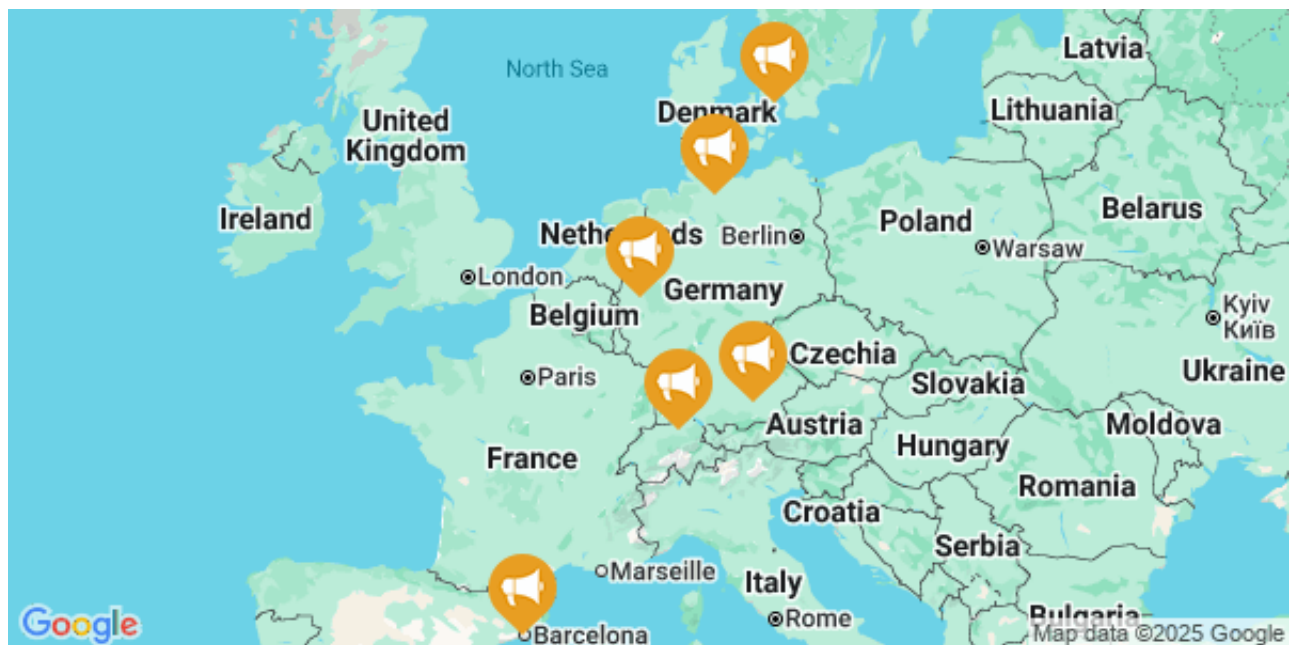 Latvia
North Sea
Denmark
Lithuania
United
Kingdom
Belarus
Ireland
Netherlands
Berlin
Poland
Warsaw
London
Germany
Belgium
Kyiv
Київ
Czechia
Paris
Slovakia
Ukraine
Austria
Moldova
Hungary
France
Romania
Croatia
Serbia
Marseille
Italy
Rome
Bulgaria
Google
Barcelona
Map data ©2025 Google